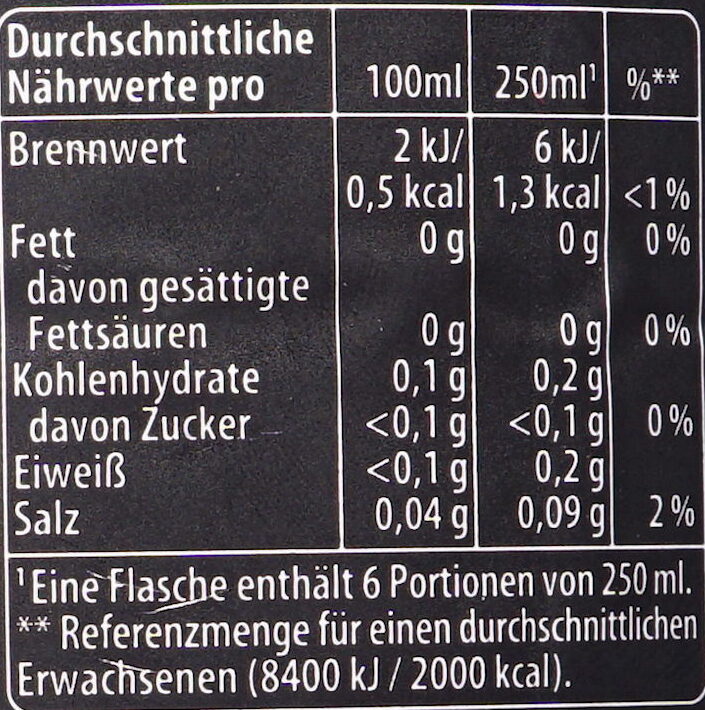 Durchschnittliche
Nährwerte pro 100ml 250ml¹ %**
Brennwert 2 kJ/ 6 kJ/
0,5 kcal 1,3 kcal <1%
Fett 0 g 0 g 0%
davon gesättigte
Fettsäuren 0 g 0 g 0%
Kohlenhydrate 0,1 g 0,2 g
davon Zucker <0,1 g <0,1 g 0%
Eiweiß <0,1 g 0,2 g
Salz 0,04 g 0,09 g 2%
¹Eine Flasche enthält 6 Portionen von 250 ml.
** Referenzmenge für einen durchschnittlichen
Erwachsenen (8400 kJ / 2000 kcal).